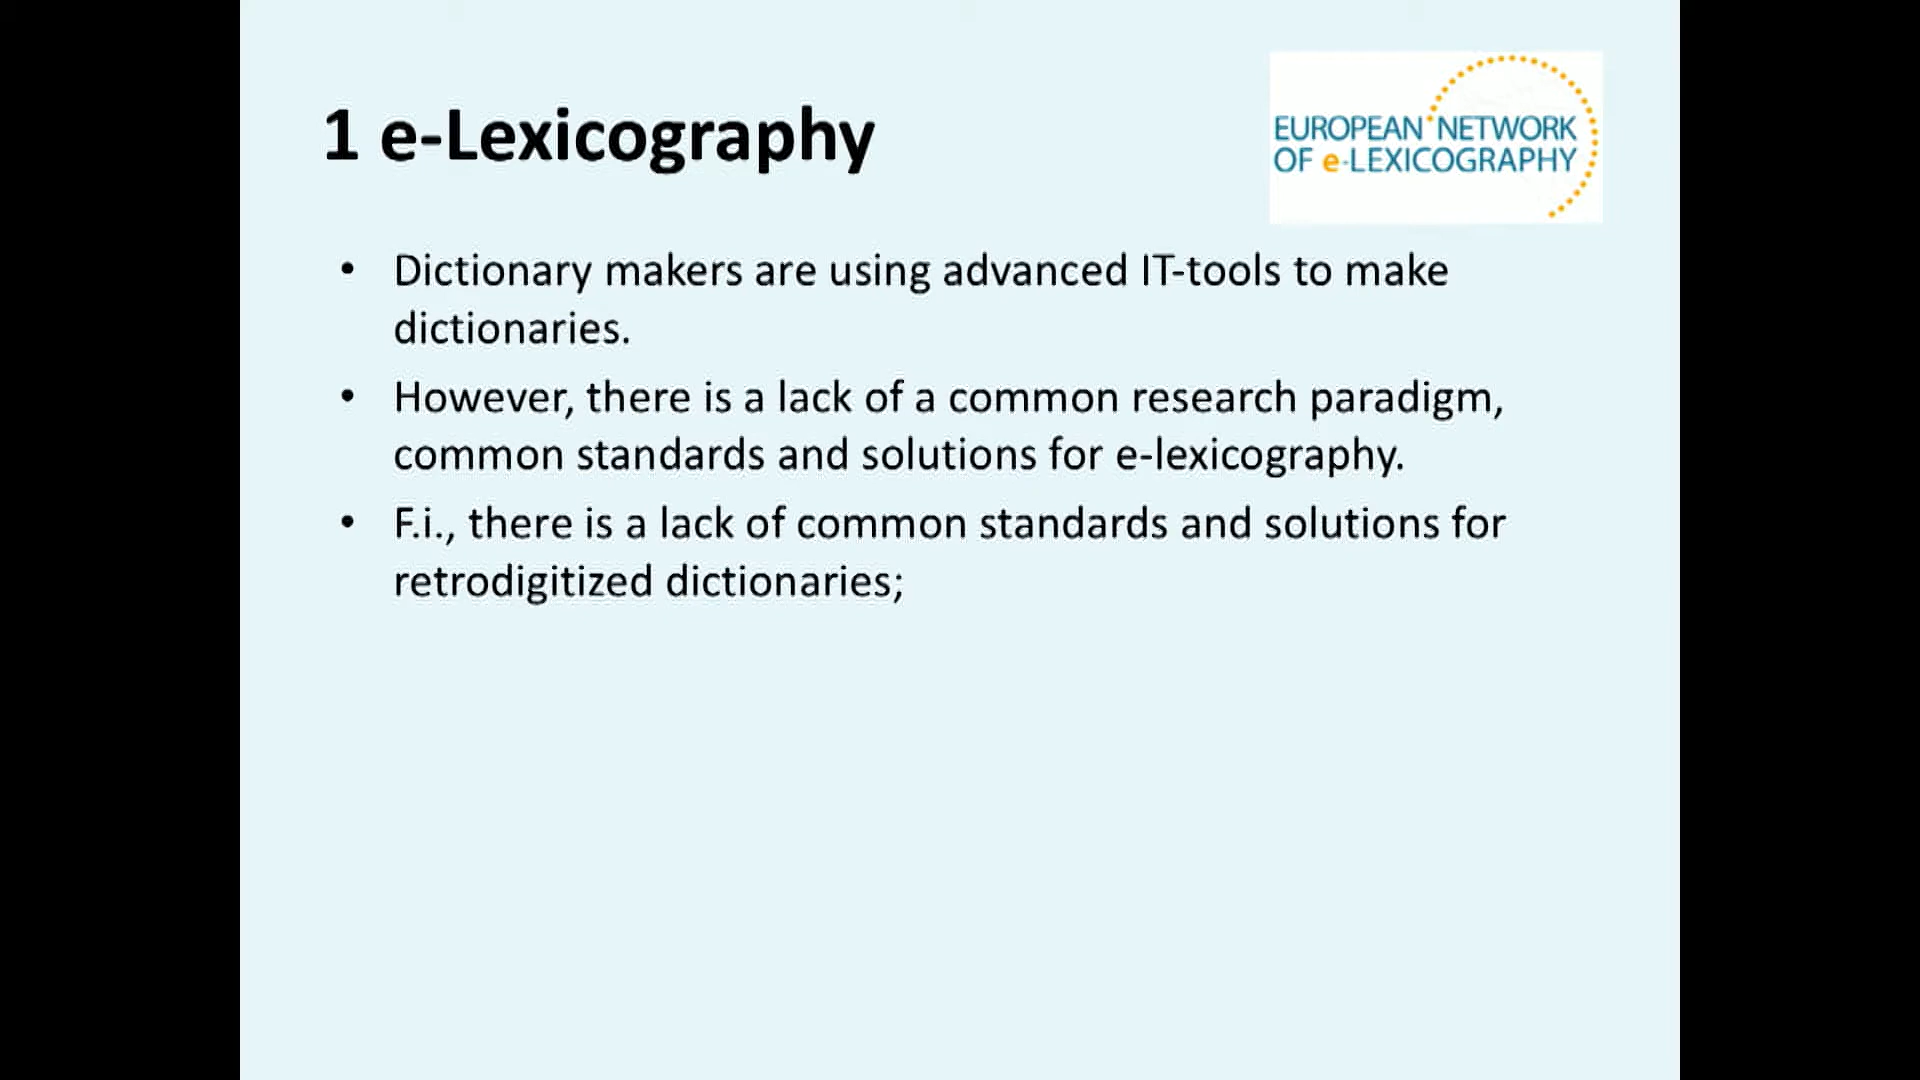 1 e-Lexicography
EUROPEAN NETWORK
OF e-LEXICOGRAPHY
• Dictionary makers are using advanced IT-tools to make
dictionaries.
• However, there is a lack of a common research paradigm,
common standards and solutions for e-lexicography.
• F.i., there is a lack of common standards and solutions for
retrodigitized dictionaries;